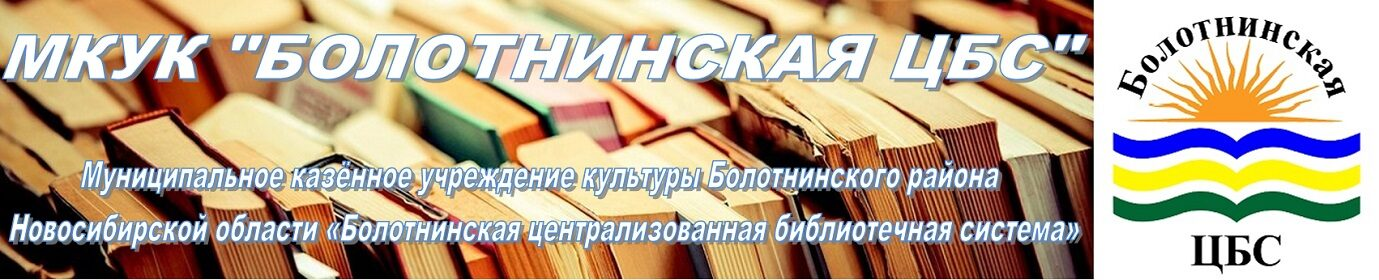 МКУК "БОЛОТНИНСКАЯ ЦБС"
Муниципальное казённое учреждение культуры Болотнинского района
Новосибирской области «Болотнинская централизованная библиотечная система»
Болотнинская
ЦБС